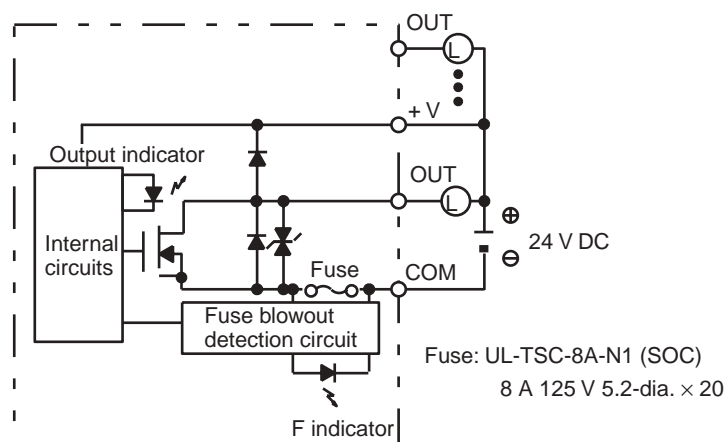 OUT
L
+ V
Output indicator
OUT
L
⊕
Internal
circuits
24 V DC
⊖
Fuse
COM
Fuse blowout
detection circuit
Fuse: UL-TSC-8A-N1 (SOC)
8 A 125 V 5.2-dia. × 20
F indicator